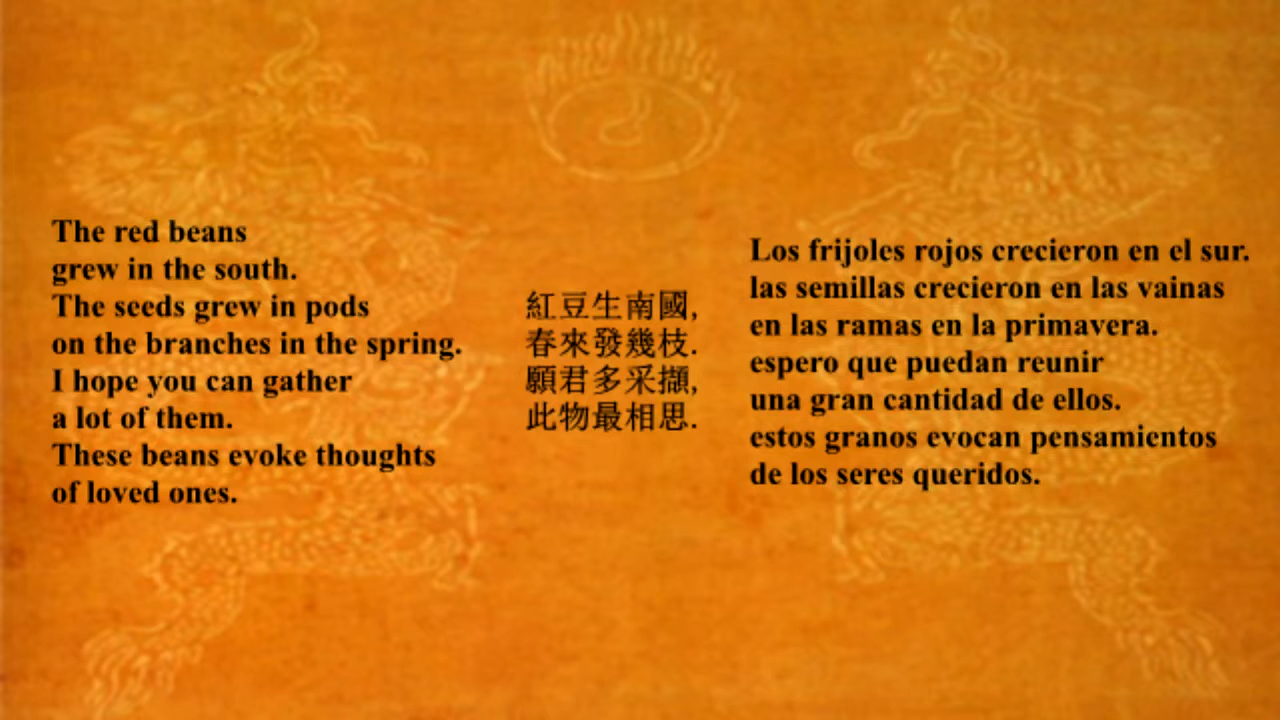 The red beans
grew in the south.
The seeds grew in pods
on the branches in the spring.
I hope you can gather
a lot of them.
These beans evoke thoughts
of loved ones.
紅豆生南國,
春來發幾枝.
願君多采擷,
此物最相思.
Los frijoles rojos crecieron en el sur.
las semillas crecieron en las vainas
en las ramas en la primavera.
espero que puedan reunir
una gran cantidad de ellos.
estos granos evocan pensamientos
de los seres queridos.